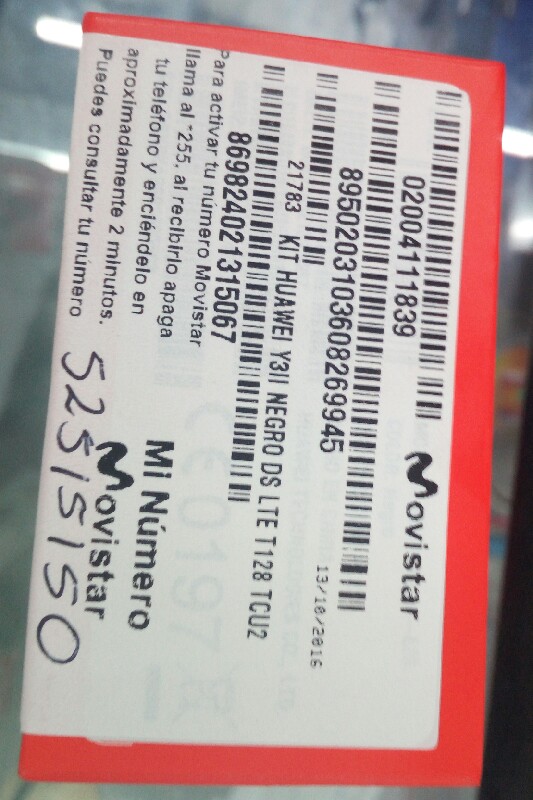 Movistar
02004111839
8950203103608269945
13/10/2016
21783 KIT HUAWEI Y3II NEGRO DS LTE T128 TCU2
869824021315067
Para activar tu número Movistar
llama al *255, al recibirlo apaga
tu teléfono y enciéndelo en
aproximadamente 2 minutos.
Puedes consultar tu número
Mi Número
Movistar
52515150
CE0197